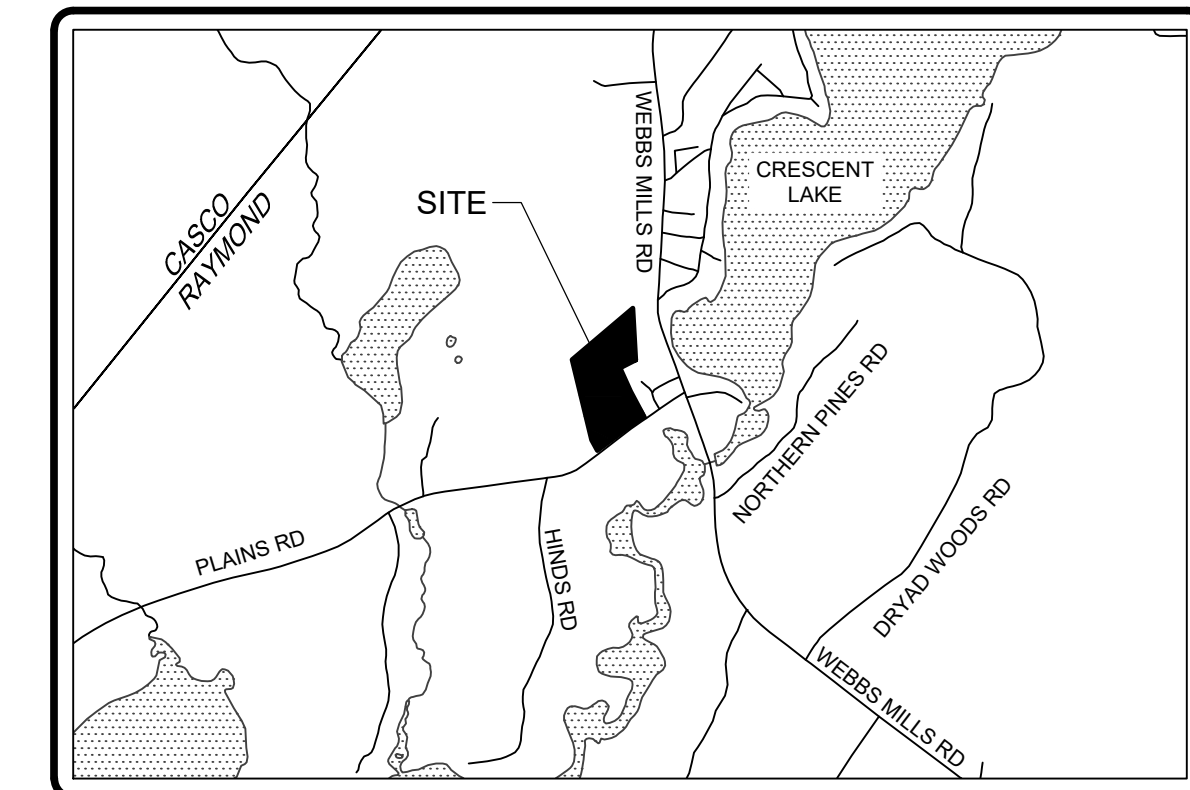 WEBBS MILLS RD
CRESCENT
LAKE
SITE
CASCO
RAYMOND
NORTHERN PINES RD
PLAINS RD
HINDS RD
DRYAD WOODS RD
WEBBS MILLS RD